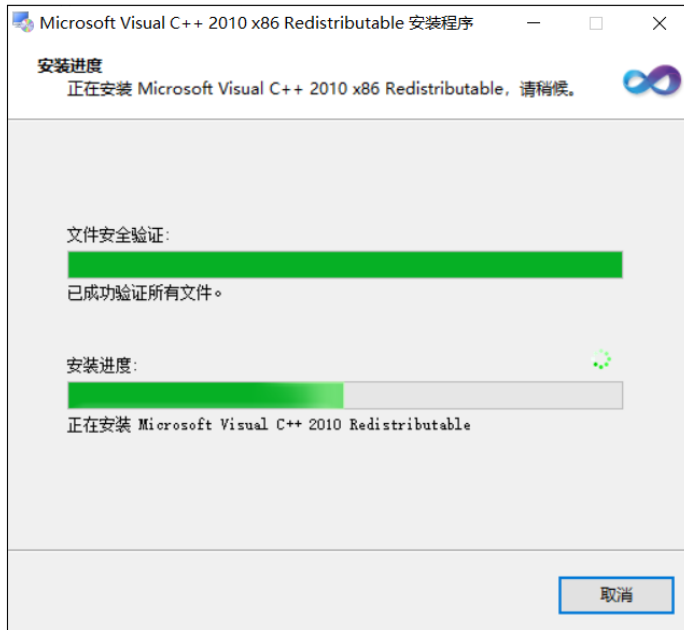 Microsoft Visual C++ 2010 x86 Redistributable 安装程序
安装进度
正在安装 Microsoft Visual C++ 2010 x86 Redistributable，请稍候。
文件安全验证:
已成功验证所有文件。
安装进度:
正在安装 Microsoft Visual C++ 2010 Redistributable
取消